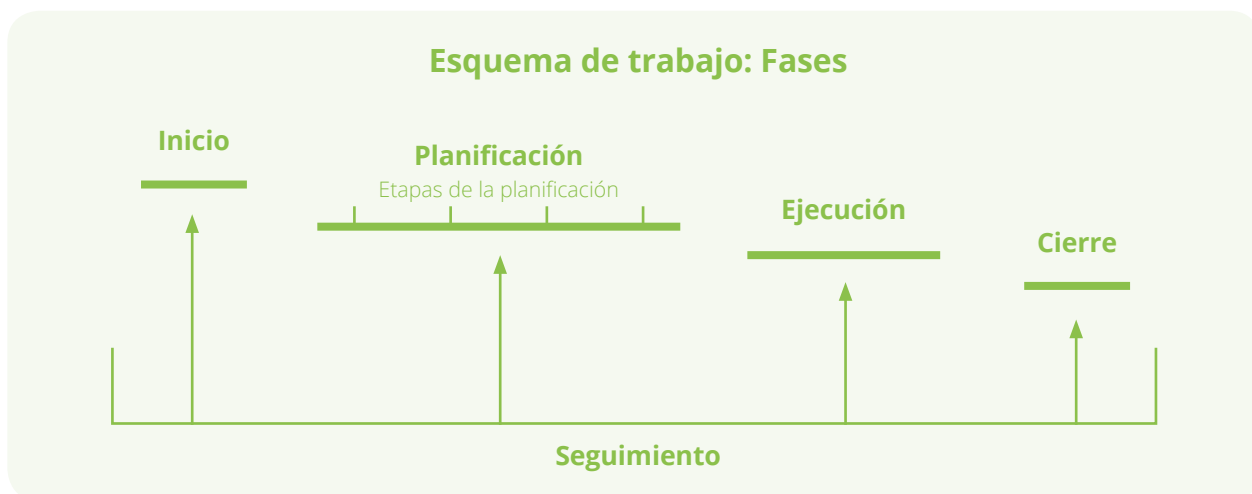 Esquema de trabajo: Fases
Inicio
Planificación
Etapas de la planificación
Ejecución
Cierre
Seguimiento